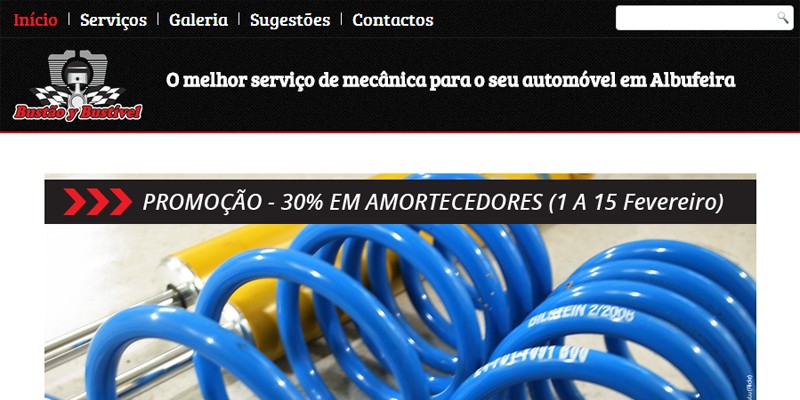 Início Serviços Galeria Sugestões Contactos
Bustão y Bustível
O melhor serviço de mecânica para o seu automóvel em Albufeira
PROMOÇÃO - 30% EM AMORTECEDORES (1 A 15 Fevereiro)
BILSTEIN 2/2008